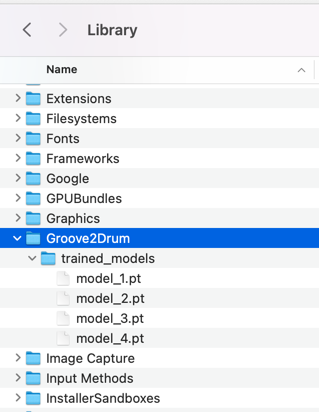 Library
Name
Extensions
Filesystems
Fonts
Frameworks
Google
GPUBundles
Graphics
Groove2Drum
trained_models
model_1.pt
model_2.pt
model_3.pt
model_4.pt
Image Capture
Input Methods
InstallerSandboxes